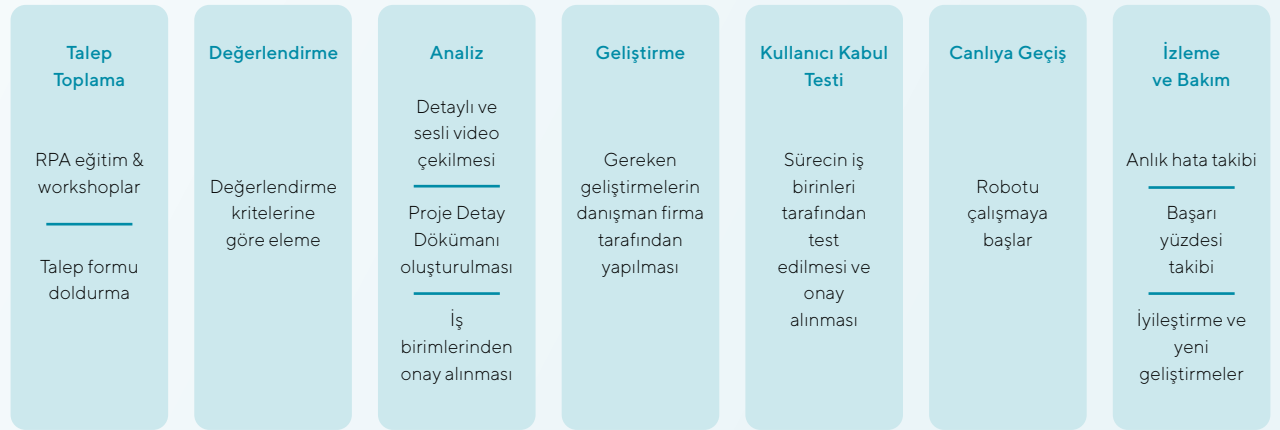 Talep
Toplama
RPA eğitim &
workshoplar
Talep formu
doldurma
Değerlendirme
Değerlendirme
kritelerine
göre eleme
Analiz
Detaylı ve
sesli video
çekilmesi
Proje Detay
Dökümanı
oluşturulması
İş
birimlerinden
onay alınması
Geliştirme
Gereken
geliştirmelerin
danışman firma
tarafından
yapılması
Kullanıcı Kabul
Testi
Sürecin iş
birinleri
tarafından
test
edilmesi ve
onay
alınması
Canlıya Geçiş
Robotu
çalışmaya
başlar
İzleme
ve Bakım
Anlık hata takibi
Başarı
yüzdesi
takibi
İyileştirme ve
yeni
geliştirmeler